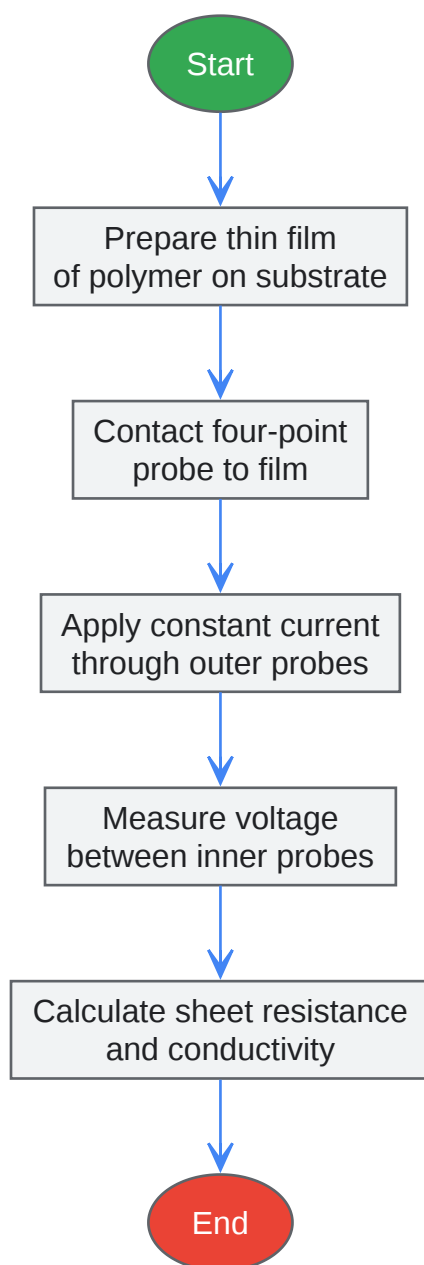 Start
Prepare thin film
of polymer on substrate
Contact four-point
probe to film
Apply constant current
through outer probes
Measure voltage
between inner probes
Calculate sheet resistance
and conductivity
End